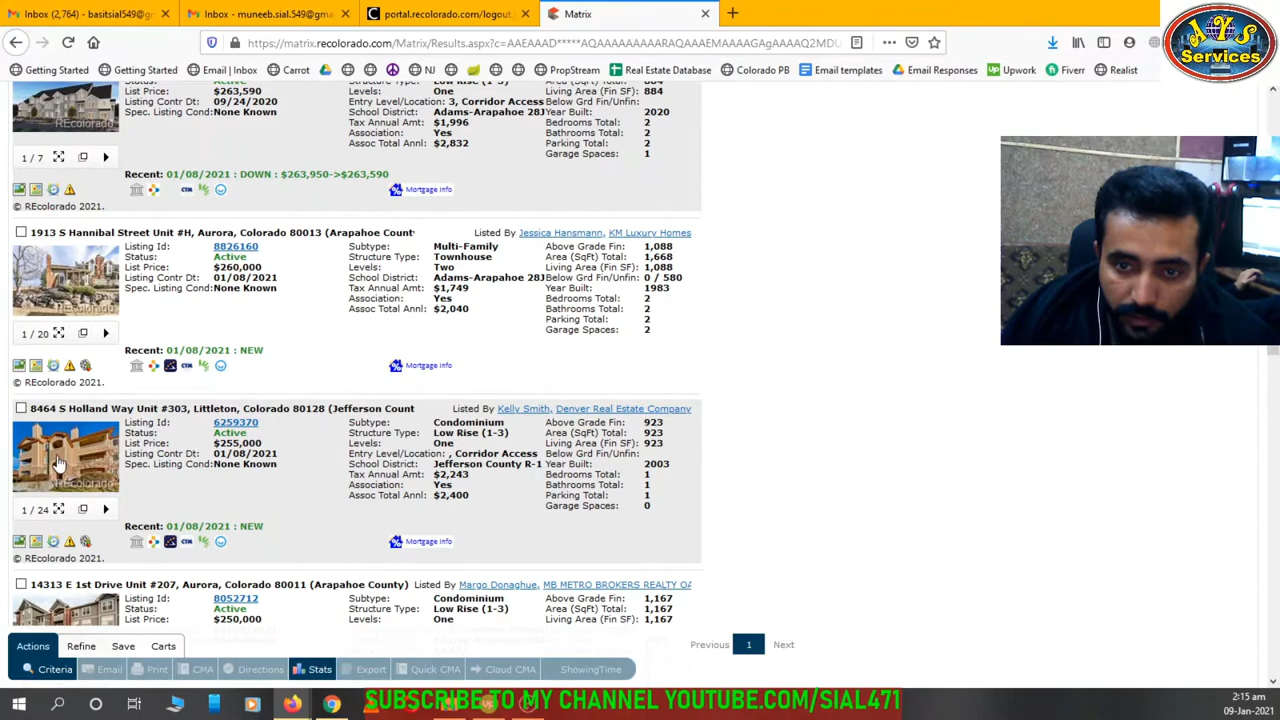 Inbox (2,764) - basitsial549@g
Inbox - muneeb.sial.549@gma
portal.recolorado.com/logout
Matrix
https://matrix.recolorado.com/Matrix/Results.aspx?c=AAEAAAD*****AQAAAAAAAAARAQAAAEMAAAAGAgAAAAQ2MDU
Getting Started
Getting Started
Email | Inbox
Carrot
NJ
PropStream
Real Estate Database
Colorado PB
Email templates
Email Responses
Upwork
Fiverr
Realist
Services
Status: Active
List Price: $263,590
Listing Contr Dt: 09/24/2020
Spec. Listing Cond: None Known
Structure Type: Low Rise (1-3)
Levels: One
Entry Level/Location: 3, Corridor Access
School District: Adams-Arapahoe 28J
Tax Annual Amt: $1,996
Association: Yes
Assoc Total Annl: $2,832
Area (SqFt) Total: 884
Living Area (Fin SF): 884
Below Grd Fin/Unfin:
Year Built: 2020
Bedrooms Total: 2
Bathrooms Total: 2
Parking Total: 2
Garage Spaces: 1
REcolorado
1 / 7
Recent: 01/08/2021 : DOWN : $263,950->$263,590
Mortgage Info
© REcolorado 2021.
1913 S Hannibal Street Unit #H, Aurora, Colorado 80013 (Arapahoe Count
Listed By Jessica Hansmann, KM Luxury Homes
Listing Id: 8826160
Status: Active
List Price: $260,000
Listing Contr Dt: 01/08/2021
Spec. Listing Cond: None Known
Subtype: Multi-Family
Structure Type: Townhouse
Levels: Two
School District: Adams-Arapahoe 28J
Tax Annual Amt: $1,749
Association: Yes
Assoc Total Annl: $2,040
Above Grade Fin: 1,088
Area (SqFt) Total: 1,668
Living Area (Fin SF): 1,088
Below Grd Fin/Unfin: 0 / 580
Year Built: 1983
Bedrooms Total: 2
Bathrooms Total: 2
Parking Total: 2
Garage Spaces: 2
REcolorado
1 / 20
Recent: 01/08/2021 : NEW
Mortgage Info
© REcolorado 2021.
8464 S Holland Way Unit #303, Littleton, Colorado 80128 (Jefferson Count
Listed By Kelly Smith, Denver Real Estate Company
Listing Id: 6259370
Status: Active
List Price: $255,000
Listing Contr Dt: 01/08/2021
Spec. Listing Cond: None Known
Subtype: Condominium
Structure Type: Low Rise (1-3)
Levels: One
Entry Level/Location: , Corridor Access
School District: Jefferson County R-1
Tax Annual Amt: $2,243
Association: Yes
Assoc Total Annl: $2,400
Above Grade Fin: 923
Area (SqFt) Total: 923
Living Area (Fin SF): 923
Below Grd Fin/Unfin:
Year Built: 2003
Bedrooms Total: 1
Bathrooms Total: 1
Parking Total: 1
Garage Spaces: 0
REcolorado
1 / 24
Recent: 01/08/2021 : NEW
Mortgage Info
© REcolorado 2021.
14313 E 1st Drive Unit #207, Aurora, Colorado 80011 (Arapahoe County)
Listed By Margo Donaghue, MB METRO BROKERS REALTY OA
Listing Id: 8052712
Status: Active
List Price: $250,000
Subtype: Condominium
Structure Type: Low Rise (1-3)
Levels: One
Above Grade Fin: 1,167
Area (SqFt) Total: 1,167
Living Area (Fin SF): 1,167
Actions
Refine
Save
Carts
Previous 1 Next
Criteria
Email
Print
CMA
Directions
Stats
Export
Quick CMA
Cloud CMA
ShowingTime
SUBSCRIBE TO MY CHANNEL YOUTUBE.COM/SIAL471
2:15 am
09-Jan-2021